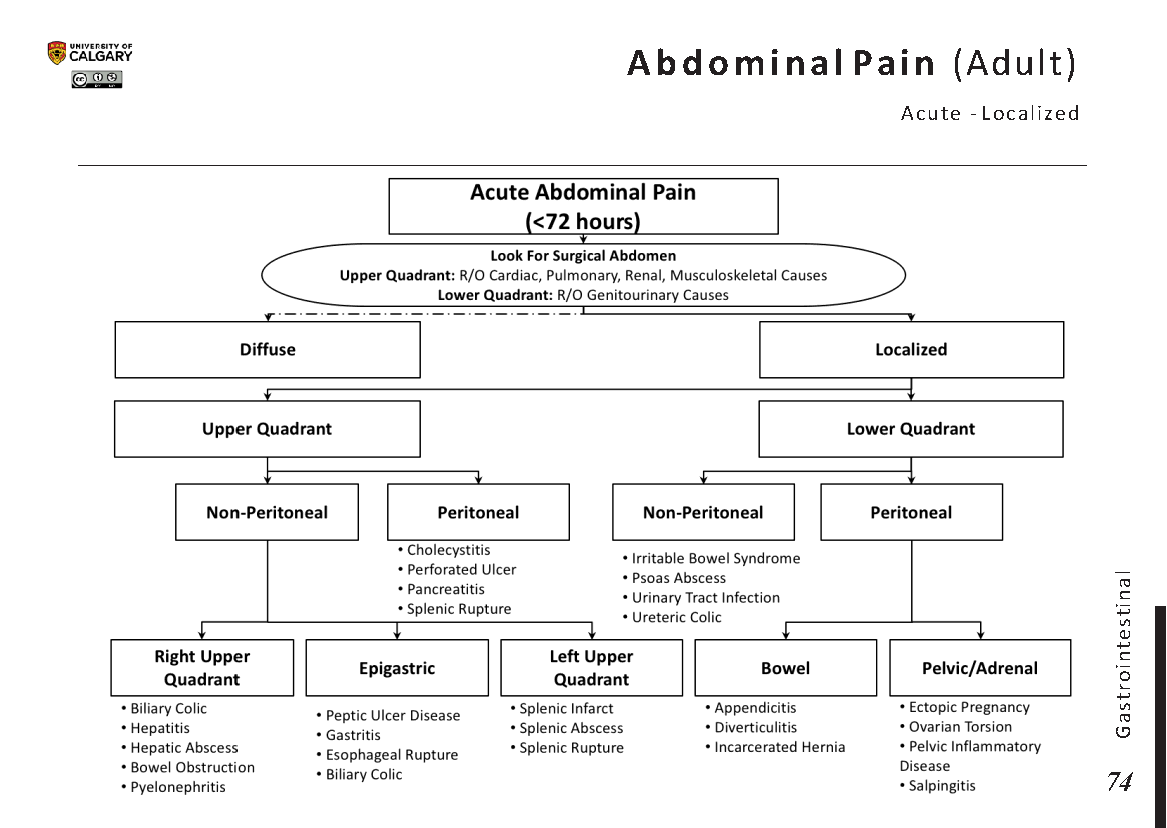 UNIVERSITY OF
CALGARY
Abdominal Pain (Adult)
Acute - Localized
Acute Abdominal Pain
(<72 hours)
Look For Surgical Abdomen
Upper Quadrant: R/O Cardiac, Pulmonary, Renal, Musculoskeletal Causes
Lower Quadrant: R/O Genitourinary Causes
Diffuse
Localized
Upper Quadrant
Lower Quadrant
Non-Peritoneal
Peritoneal
Non-Peritoneal
Peritoneal
• Cholecystitis
• Perforated Ulcer
• Pancreatitis
• Splenic Rupture
• Irritable Bowel Syndrome
• Psoas Abscess
• Urinary Tract Infection
• Ureteric Colic
Right Upper
Quadrant
Epigastric
Left Upper
Quadrant
Bowel
Pelvic/Adrenal
• Biliary Colic
• Hepatitis
• Hepatic Abscess
• Bowel Obstruction
• Pyelonephritis
• Peptic Ulcer Disease
• Gastritis
• Esophageal Rupture
• Biliary Colic
• Splenic Infarct
• Splenic Abscess
• Splenic Rupture
• Appendicitis
• Diverticulitis
• Incarcerated Hernia
• Ectopic Pregnancy
• Ovarian Torsion
• Pelvic Inflammatory
Disease
• Salpingitis
Gastrointestinal
74